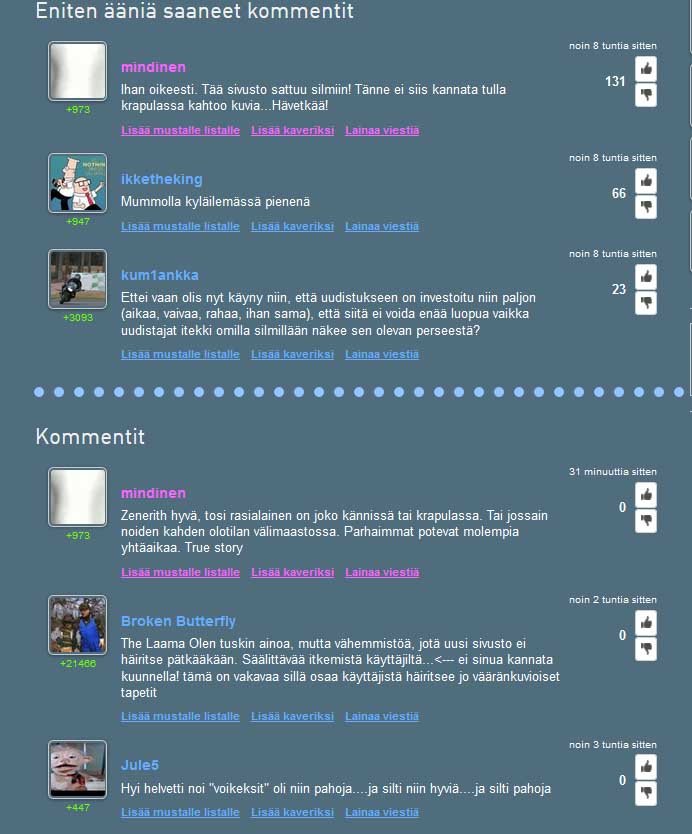 Eniten ääniä saaneet kommentit
noin 8 tuntia sitten
mindinen
131
Ihan oikeesti. Tää sivusto sattuu silmiin! Tänne ei siis kannata tulla
krapulassa kahtoo kuvia...Hävetkää!
+973
Lisää mustalle listalle Lisää kaveriksi Lainaa viestiä
noin 8 tuntia sitten
NOTHIN
ikketheking
66
Mummolla kyläilemässä pienenä
+947
Lisää mustalle listalle Lisää kaveriksi Lainaa viestiä
noin 8 tuntia sitten
kum1ankka
23
Ettei vaan olis nyt käyny niin, että uudistukseen on investoitu niin paljon
(aikaa, vaivaa, rahaa, ihan sama), että siitä ei voida enää luopua vaikka
uudistajat itekki omilla silmillään näkee sen olevan perseestä?
+3093
Lisää mustalle listalle Lisää kaveriksi Lainaa viestiä
Kommentit
31 minuuttia sitten
mindinen
0
Zenerith hyvä, tosi rasialainen on joko kännissä tai krapulassa. Tai jossain
noiden kahden olotilan välimaastossa. Parhaimmat potevat molempia
yhtäaikaa. True story
+973
Lisää mustalle listalle Lisää kaveriksi Lainaa viestiä
noin 2 tuntia sitten
Broken Butterfly
0
The Laama Olen tuskin ainoa, mutta vähemmistöä, jotä uusi sivusto ei
häiritse pätkääkään. Säälittävää itkemistä käyttäjiltä...<--- ei sinua kannata
kuunnella! tämä on vakavaa sillä osaa käyttäjistä häiritsee jo vääränkuvioiset
tapetit
+21466
Lisää mustalle listalle Lisää kaveriksi Lainaa viestiä
noin 3 tuntia sitten
Jule5
0
Hyi helvetti noi "voikeksit" oli niin pahoja....ja silti niin hyviä....ja silti pahoja
+447
Lisää mustalle listalle Lisää kaveriksi Lainaa viestiä